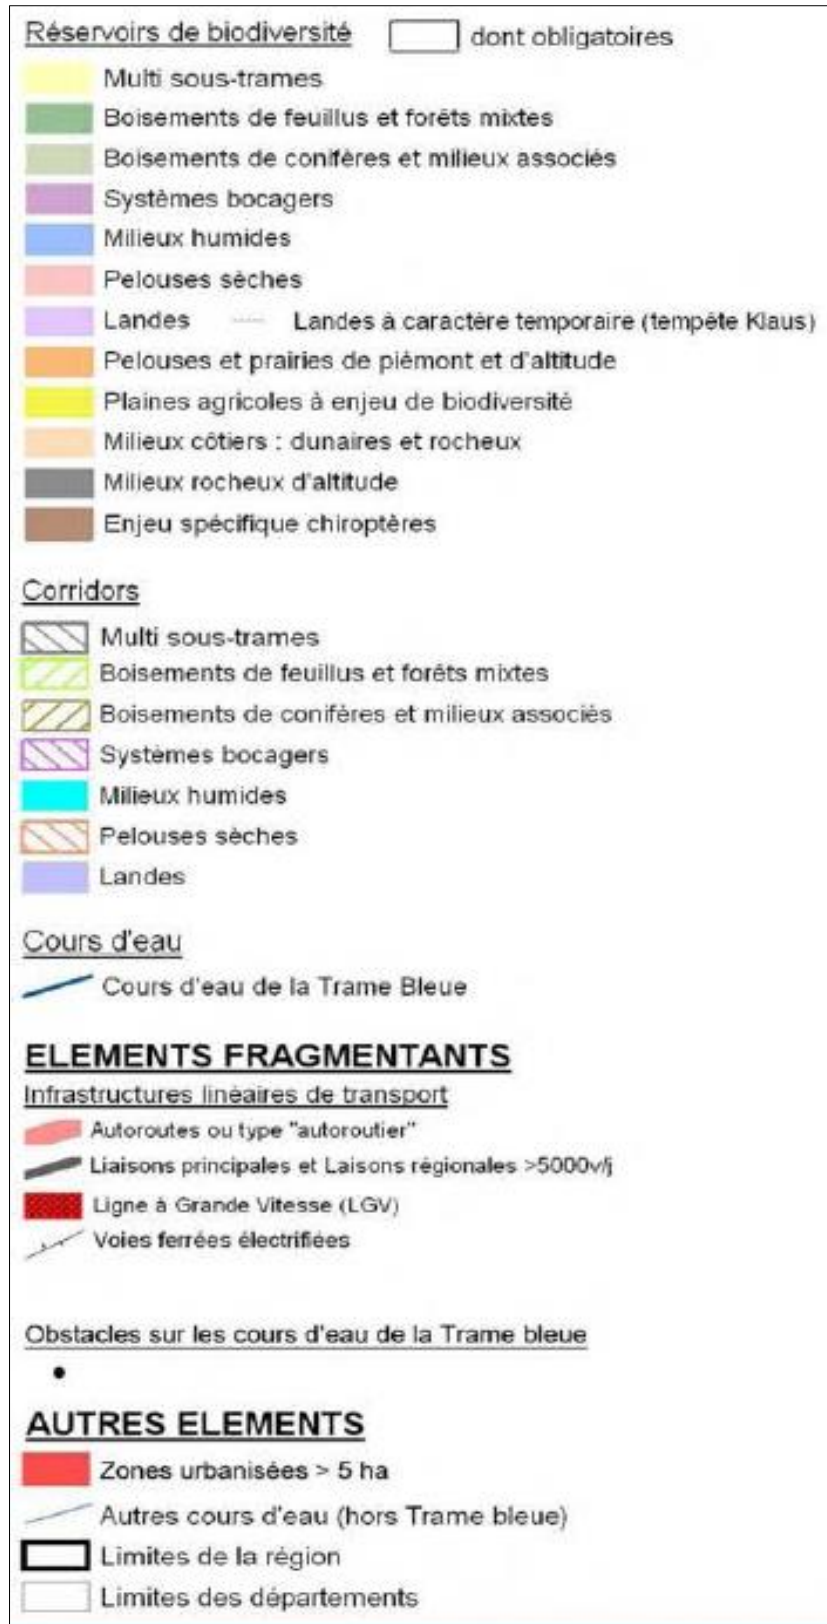 Réservoirs de biodiversité dont obligatoires
Multi sous-trames
Boisements de feuillus et forêts mixtes
Boisements de conifères et milieux associés
Systèmes bocagers
Milieux humides
Pelouses sèches
Landes Landes à caractère temporaire (tempête Klaus)
Pelouses et prairies de piémont et d'altitude
Plaines agricoles à enjeu de biodiversité
Milieux côtiers : dunaires et rocheux
Milieux rocheux d'altitude
Enjeu spécifique chiroptères
Corridors
Multi sous-trames
Boisements de feuillus et forêts mixtes
Boisements de conifères et milieux associés
Systèmes bocagers
Milieux humides
Pelouses sèches
Landes
Cours d'eau
Cours d'eau de la Trame Bleue
ELEMENTS FRAGMENTANTS
Infrastructures linéaires de transport
Autoroutes ou type "autoroutier"
Liaisons principales et Laisons régionales >5000v/j
Ligne à Grande Vitesse (LGV)
Voies ferrées électrifiées
Obstacles sur les cours d'eau de la Trame bleue
AUTRES ELEMENTS
Zones urbanisées > 5 ha
Autres cours d'eau (hors Trame bleue)
Limites de la région
Limites des départements